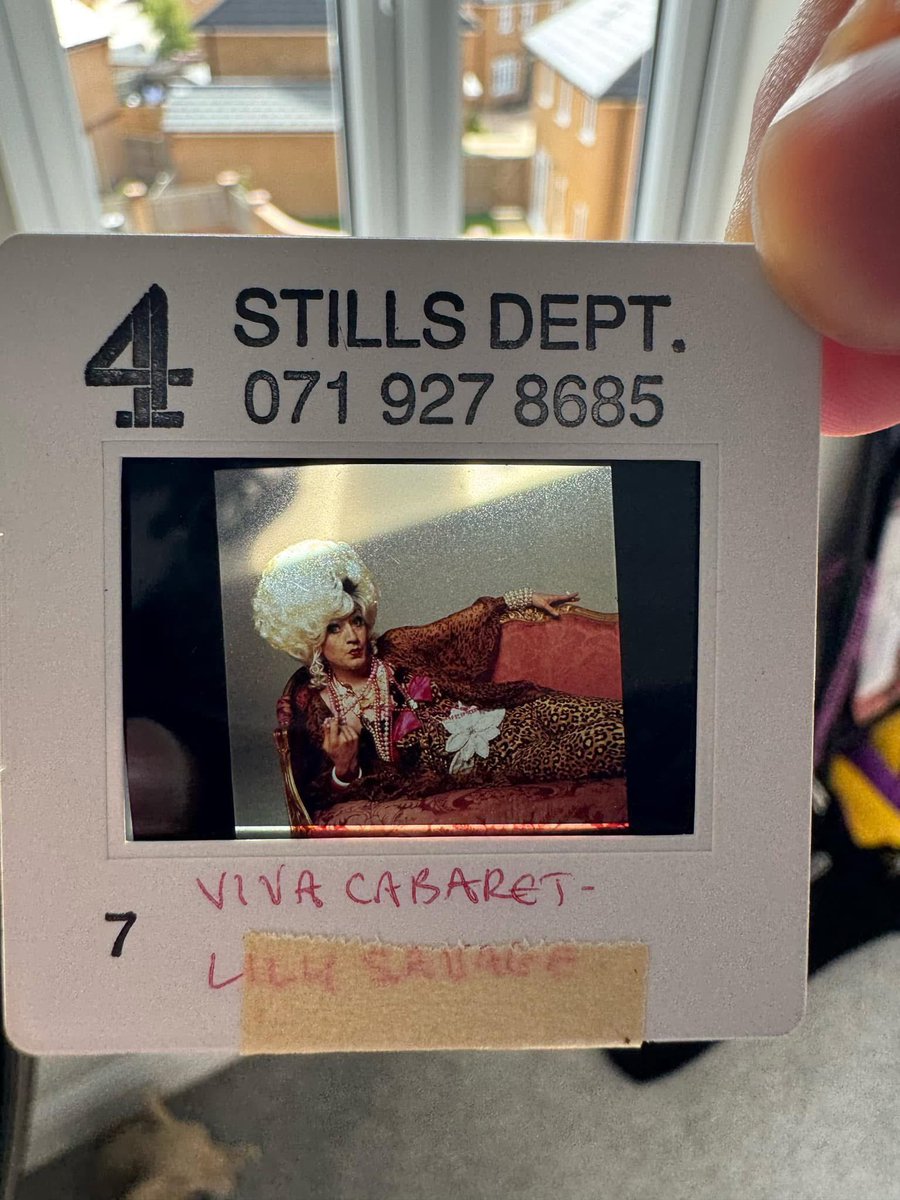 4 STILLS DEPT.
071 927 8685
VIVA CABARET-
7
LILY SAVAGE